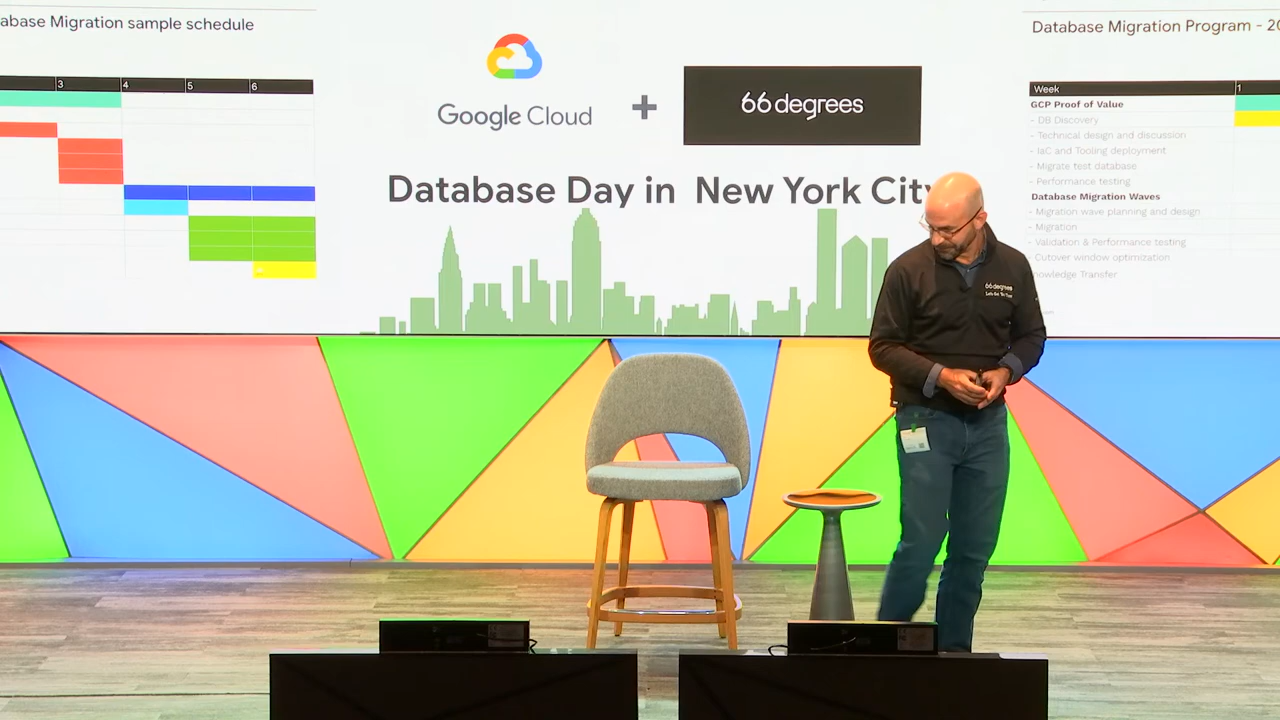 abase Migration sample schedule
3 4 5 6
Google Cloud + 66degrees
Database Day in New York City
Database Migration Program - 20
Week 1
GCP Proof of Value
- DB Discovery
- Technical design and discussion
- IaC and Tooling deployment
- Migrate test database
- Performance testing
Database Migration Waves
- Migration wave planning and design
- Migration
- Validation & Performance testing
- Cutover window optimization
nowledge Transfer
66degrees